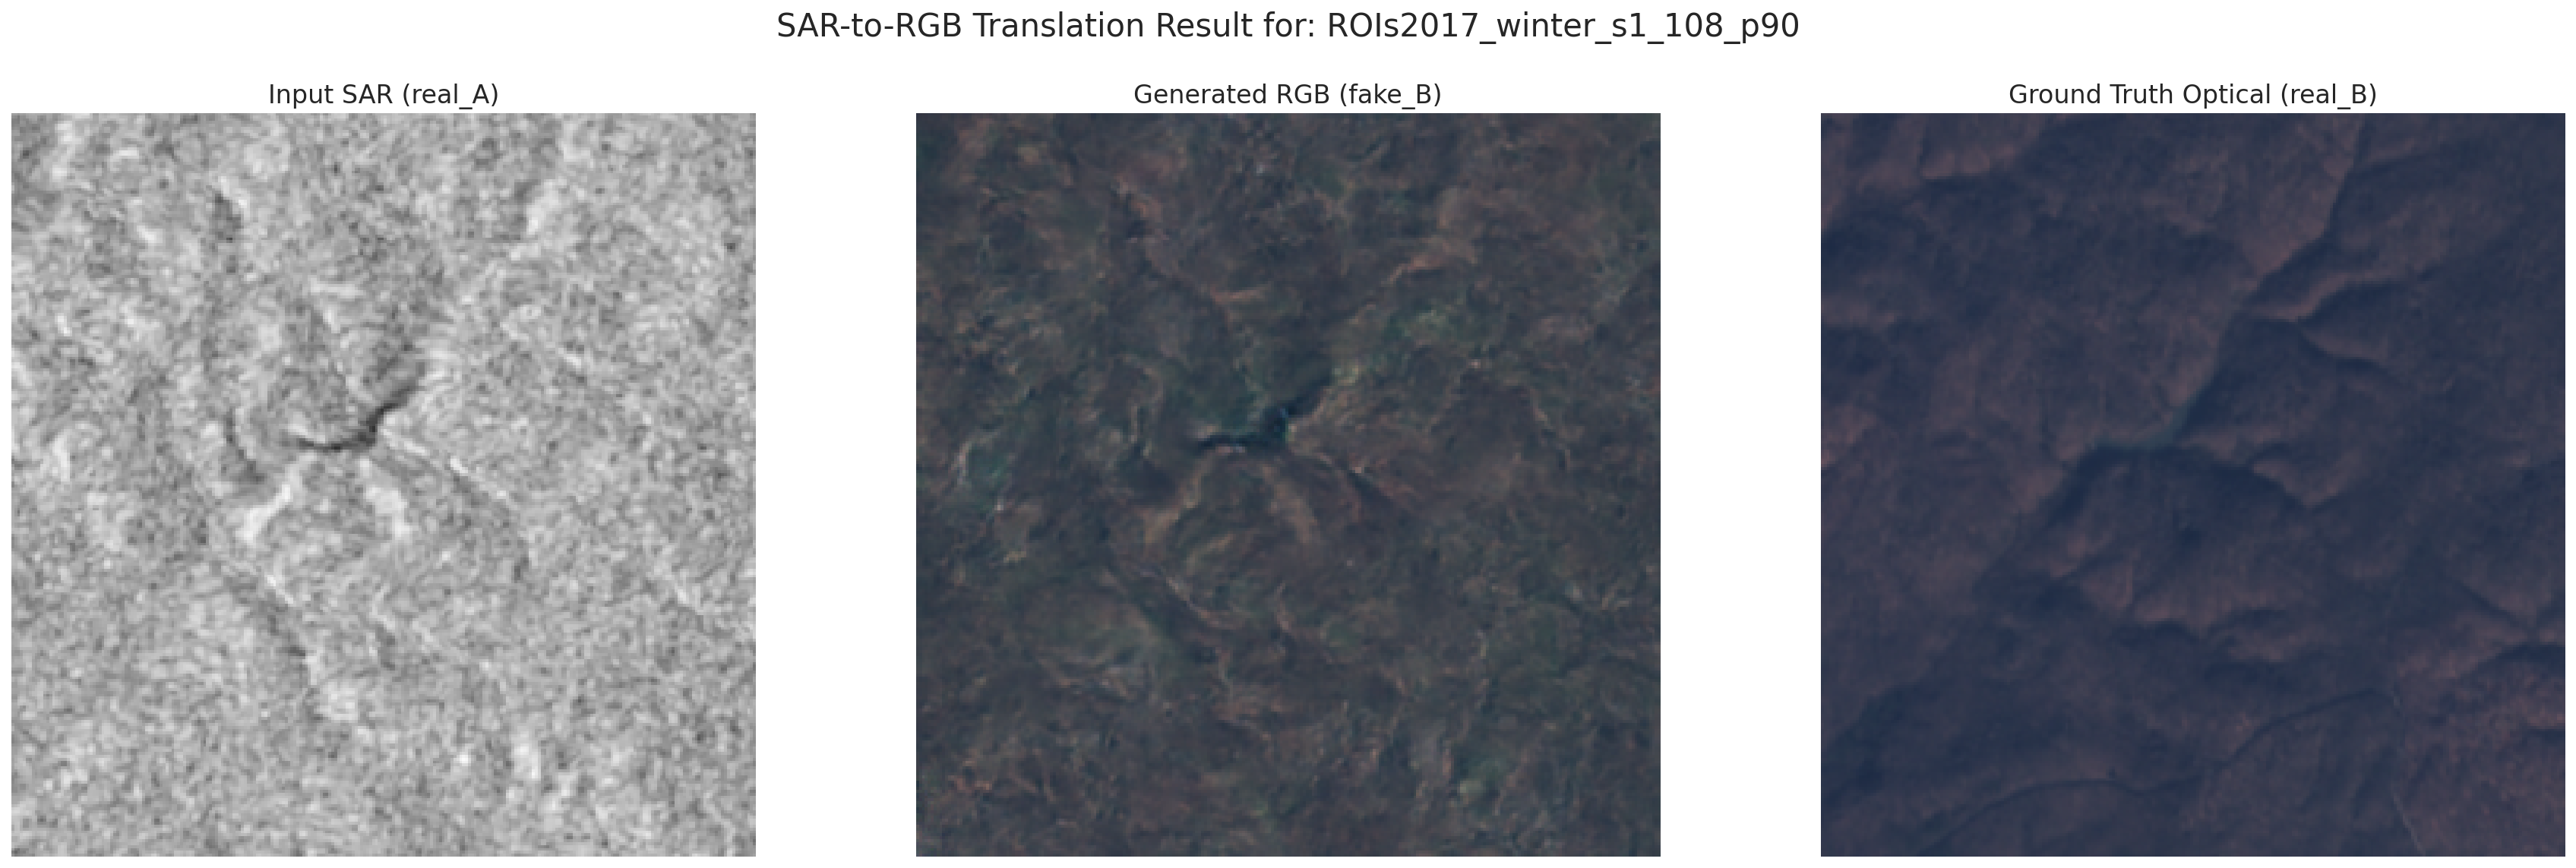 SAR-to-RGB Translation Result for: ROIs2017_winter_s1_108_p90
Input SAR (real_A)
Generated RGB (fake_B)
Ground Truth Optical (real_B)